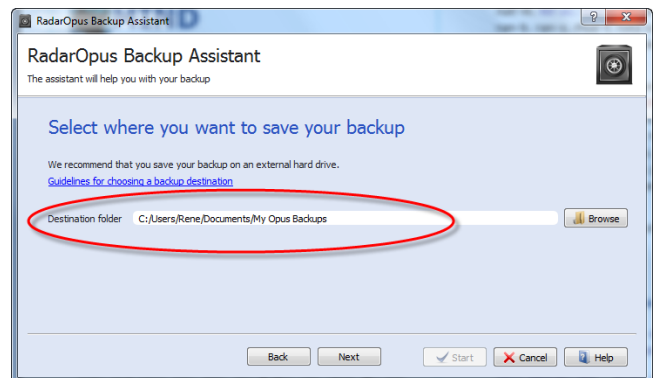 RadarOpus Backup Assistant
RadarOpus Backup Assistant
The assistant will help you with your backup
Select where you want to save your backup
We recommend that you save your backup on an external hard drive.
Guidelines for choosing a backup destination
Destination folder C:/Users/Rene/Documents/My Opus Backups Browse
Back Next Start Cancel Help